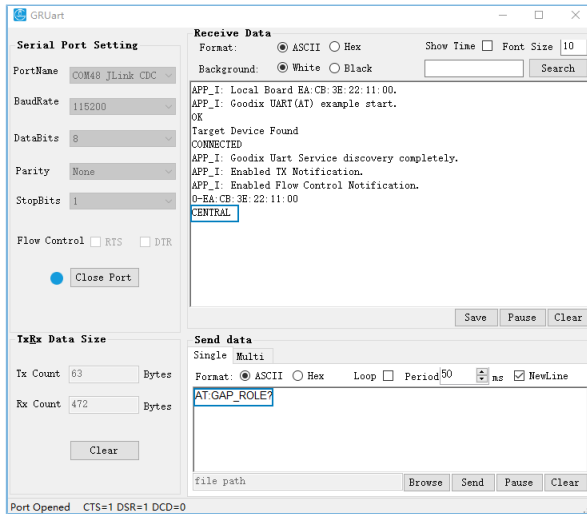 GRUart
Serial Port Setting
PortName COM48 JLink CDC
BaudRate 115200
DataBits 8
Parity None
StopBits 1
Flow Control RTS DTR
Close Port
TxRx Data Size
Tx Count 63 Bytes
Rx Count 472 Bytes
Clear
Receive Data
Format: ASCII Hex Show Time Font Size 10
Background: White Black Search
APP_I: Local Board EA:CB:3E:22:11:00.
APP_I: Goodix UART(AT) example start.
OK
Target Device Found
CONNECTED
APP_I: Goodix Uart Service discovery completely.
APP_I: Enabled TX Notification.
APP_I: Enabled Flow Control Notification.
0-EA:CB:3E:22:11:00
CENTRAL
Save Pause Clear
Send data
Single Multi
Format: ASCII Hex Loop Period 50 ms NewLine
AT:GAP_ROLE?
file path Browse Send Pause Clear
Port Opened CTS=1 DSR=1 DCD=0